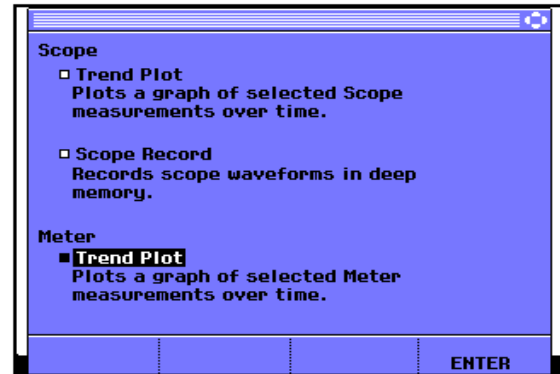 Scope
Trend Plot
Plots a graph of selected Scope
measurements over time.
Scope Record
Records scope waveforms in deep
memory.
Meter
Trend Plot
Plots a graph of selected Meter
measurements over time.
ENTER